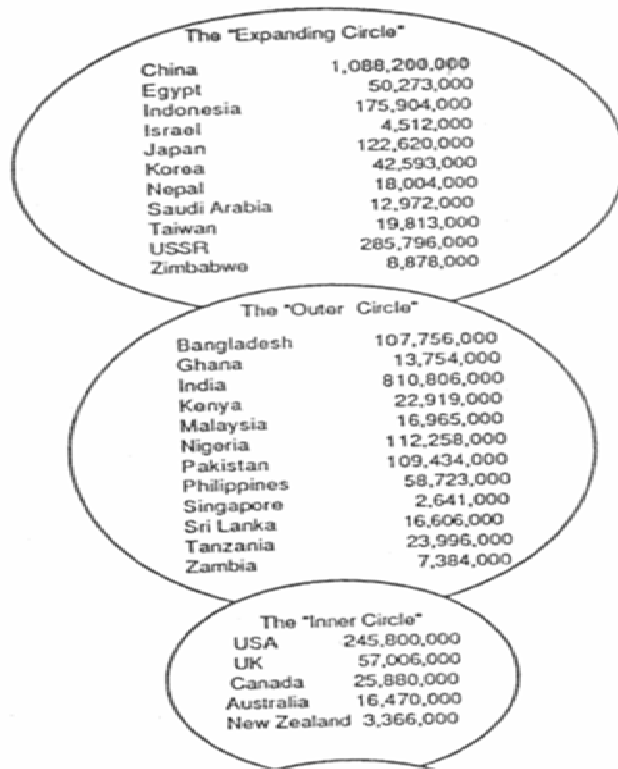 The "Expanding Circle"
China 1,088,200,000
Egypt 50,273,000
Indonesia 175,904,000
Israel 4,512,000
Japan 122,620,000
Korea 42,593,000
Nepal 18,004,000
Saudi Arabia 12,972,000
Taiwan 19,813,000
USSR 285,796,000
Zimbabwe 8,878,000
The "Outer Circle"
Bangladesh 107,756,000
Ghana 13,754,000
India 810,806,000
Kenya 22,919,000
Malaysia 16,965,000
Nigeria 112,258,000
Pakistan 109,434,000
Philippines 58,723,000
Singapore 2,641,000
Sri Lanka 16,606,000
Tanzania 23,996,000
Zambia 7,384,000
The "Inner Circle"
USA 245,800,000
UK 57,006,000
Canada 25,880,000
Australia 16,470,000
New Zealand 3,366,000